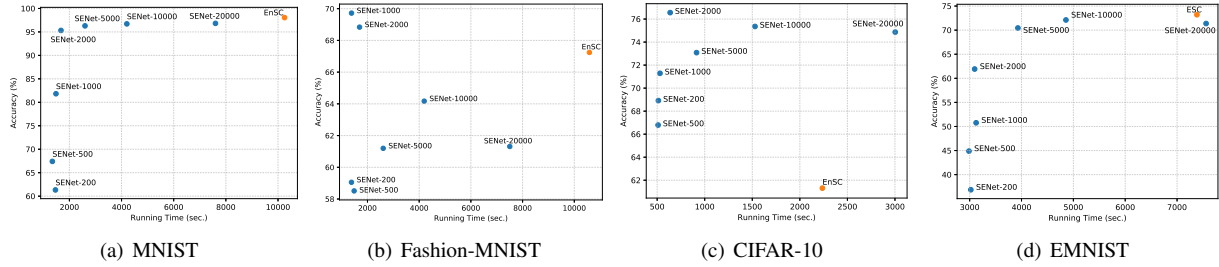 100
95
90
85
80
75
70
65
60
Accuracy (%)
SENet-5000
SENet-10000
SENet-20000
EnSC
SENet-2000
SENet-1000
SENet-500
SENet-200
2000 4000 6000 8000 10000
Running Time (sec.)
(a) MNIST
70
68
66
64
62
60
58
Accuracy (%)
SENet-1000
SENet-2000
EnSC
SENet-10000
SENet-5000
SENet-20000
SENet-200
SENet-500
2000 4000 6000 8000 10000
Running Time (sec.)
(b) Fashion-MNIST
76
74
72
70
68
66
64
62
Accuracy (%)
SENet-2000
SENet-10000
SENet-20000
SENet-5000
SENet-1000
SENet-200
SENet-500
EnSC
500 1000 1500 2000 2500 3000
Running Time (sec.)
(c) CIFAR-10
75
70
65
60
55
50
45
40
Accuracy (%)
ESC
SENet-10000
SENet-5000
SENet-20000
SENet-2000
SENet-1000
SENet-500
SENet-200
3000 4000 5000 6000 7000
Running Time (sec.)
(d) EMNIST